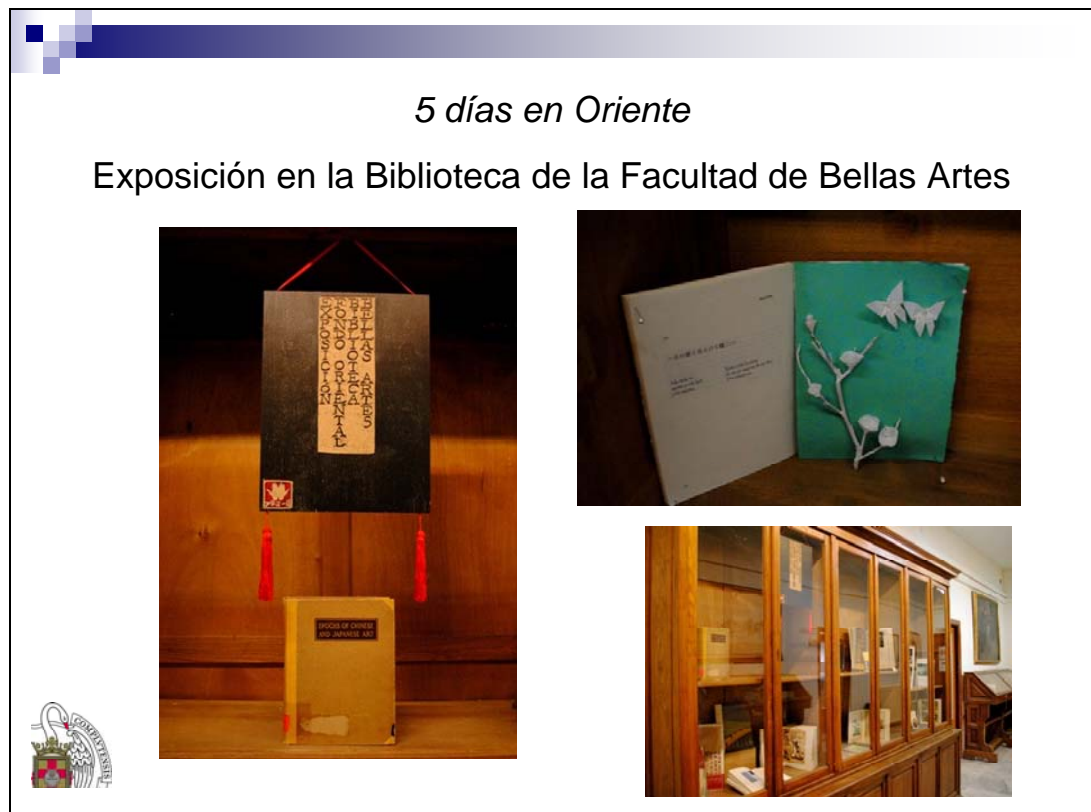 5 días en Oriente
Exposición en la Biblioteca de la Facultad de Bellas Artes
EXPOSICIÓN
FONDO ORIENTAL
BIBLIOTECA
BELLAS ARTES
EPOCHS OF CHINESE
AND JAPANESE ART
COMPLVTENSIS